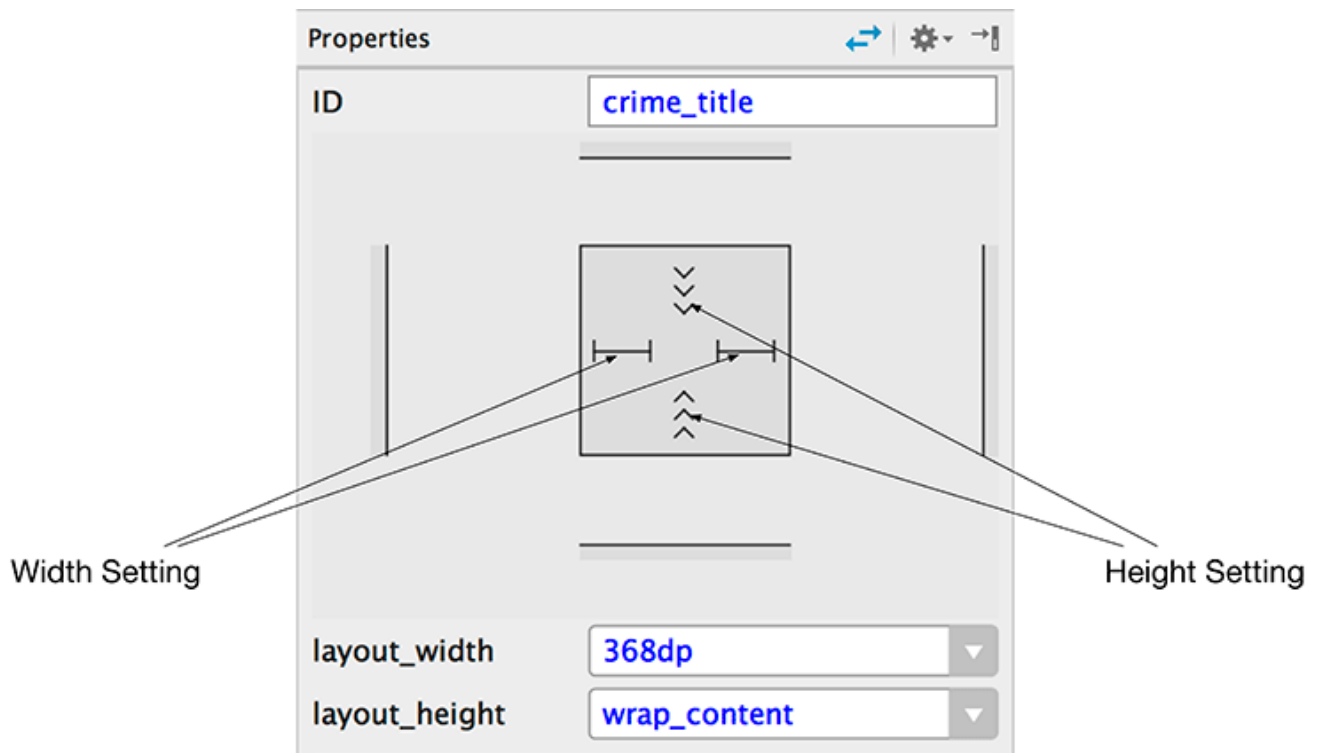 Properties
ID
crime_title
Width Setting
Height Setting
layout_width
368dp
layout_height
wrap_content